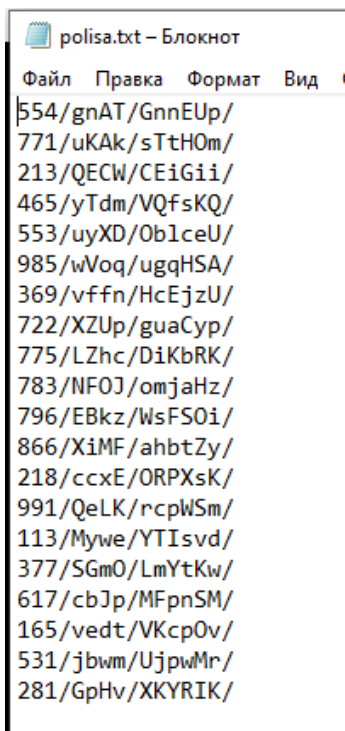 polisa.txt – Блокнот
Файл Правка Формат Вид
554/gnAT/GnnEUp/
771/uKAk/sTtHOm/
213/QECW/CEiGii/
465/yTdm/VQfsKQ/
553/uyXD/OblceU/
985/wVoq/ugqHSA/
369/vffn/HcEjzU/
722/XZUp/guaCyp/
775/LZhc/DiKbRK/
783/NFOJ/omjaHz/
796/EBkz/WsFSOi/
866/XiMF/ahbtZy/
218/ccxE/ORPXsK/
991/QeLK/rcpWSm/
113/Mywe/YTIsvd/
377/SGmO/LmYtKw/
617/cbJp/MFpnSM/
165/vedt/VKcpOv/
531/jbwm/UjpwMr/
281/GpHv/XKYRIK/